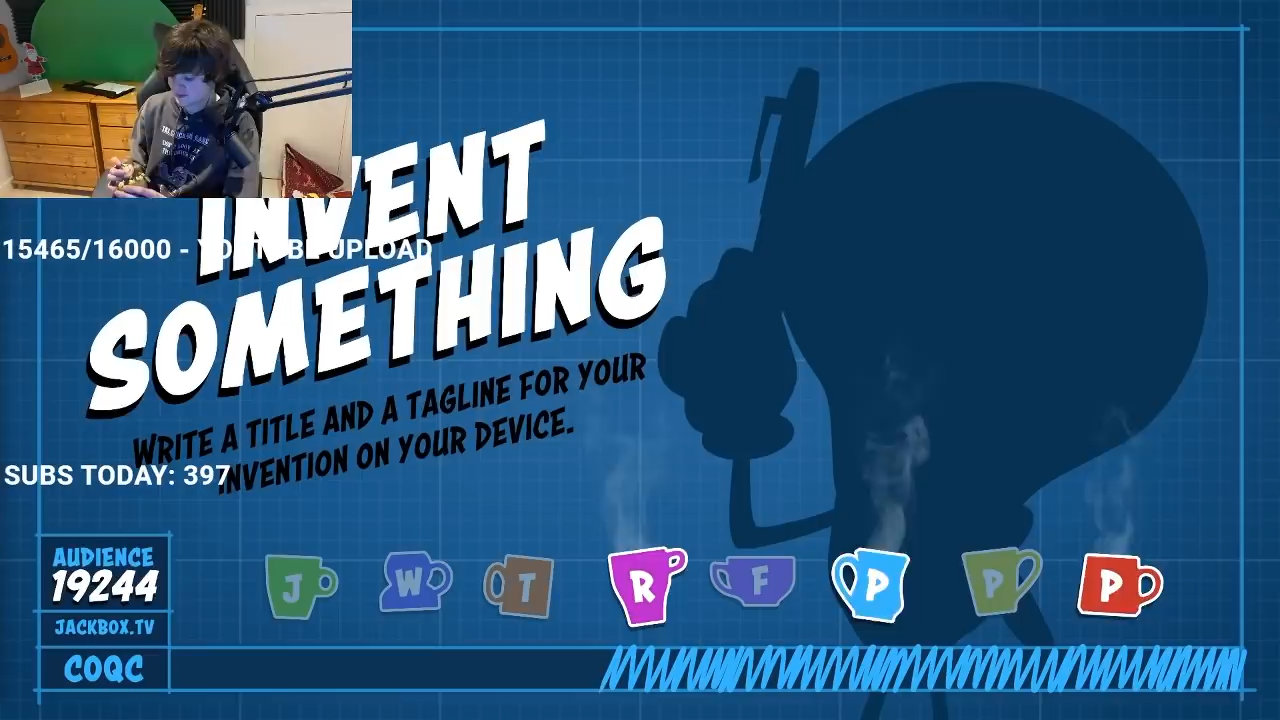 INVENT
SOMETHING
15465/16000 - YOUTUBE UPLOAD
WRITE A TITLE AND A TAGLINE FOR YOUR
INVENTION ON YOUR DEVICE.
SUBS TODAY: 397
AUDIENCE
19244
JACKBOX.TV
COQC
J
W
T
R
F
P
P
P